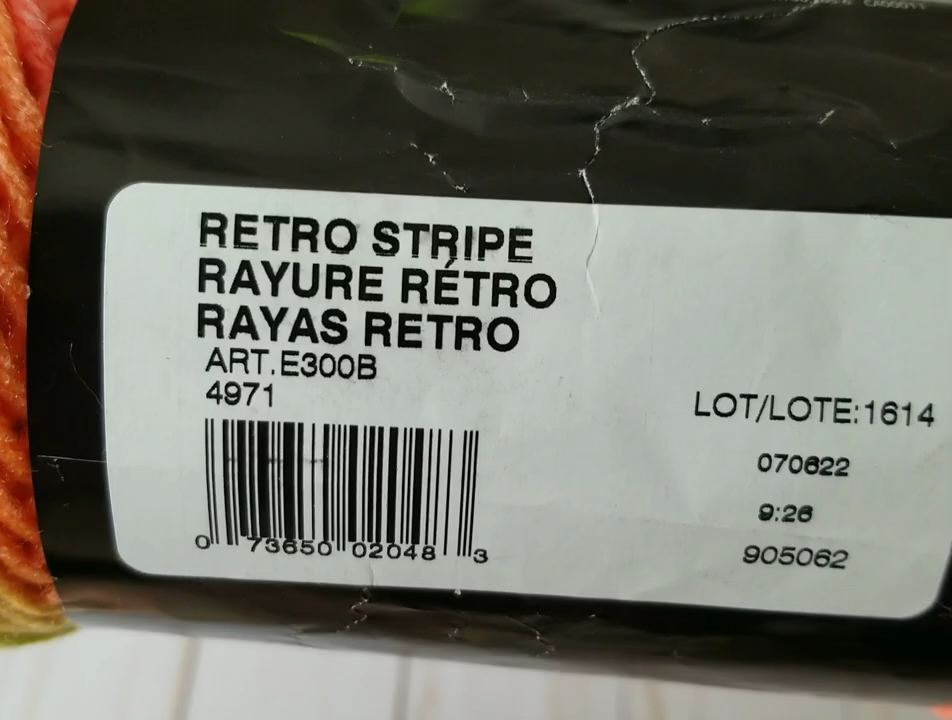 RETRO STRIPE
RAYURE RÉTRO
RAYAS RETRO
ART.E300B
4971
LOT/LOTE:1614
070622
9:26
905062
0 73650 02048 3